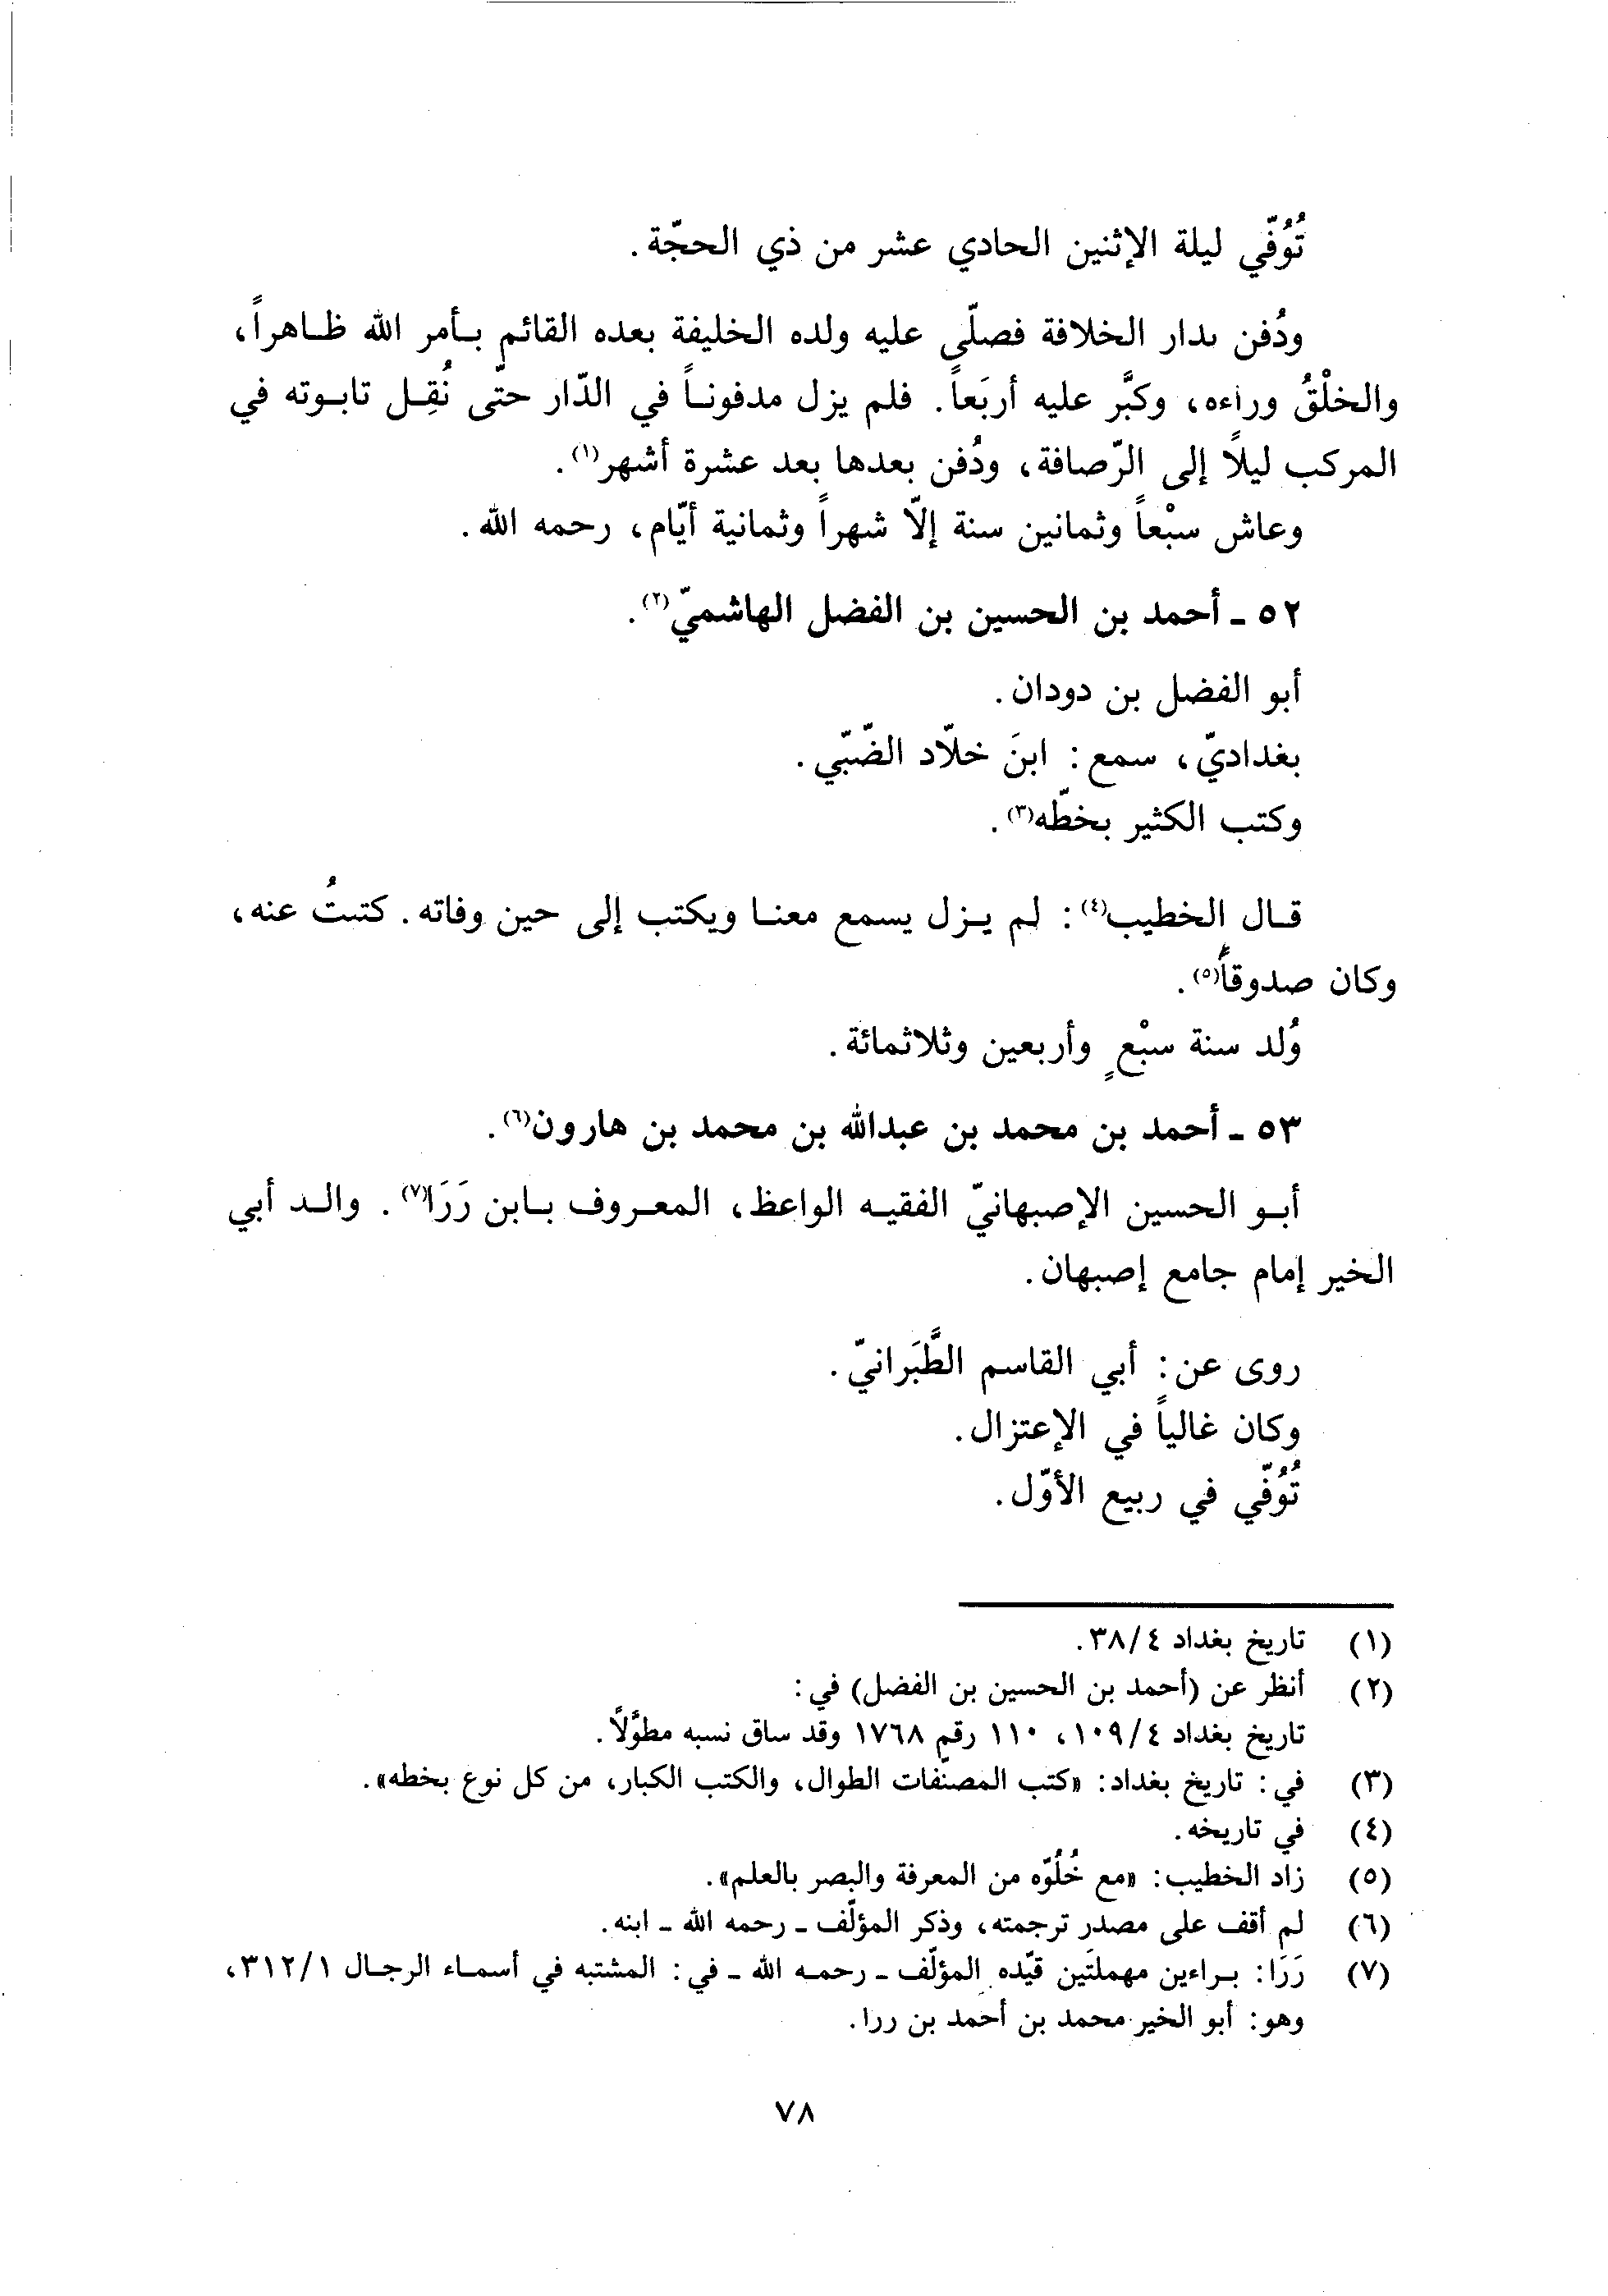 تُوُفّي ليلة الإثنين الحادي عشر من ذي الحجّة.
ودُفن بدار الخلافة فصلّى عليه ولده الخليفة بعده القائم بأمر الله ظاهراً،
والخلْقُ وراءه، وكبَّر عليه أربَعاً. فلم يزل مدفوناً في الدّار حتّى نُقِل تابوته في
المركب ليلاً إلى الرّصافة، ودُفن بعدها بعد عشرة أشهر(١).
وعاش سبْعاً وثمانين سنة إلّا شهراً وثمانية أيّام، رحمه الله.
٥٢ ـ أحمد بن الحسين بن الفضل الهاشميّ(٢).
أبو الفضل بن دودان.
بغداديّ، سمع: ابنَ خلّاد الضّبّي.
وكتب الكثير بخطّه(٣).
قال الخطيب(٤): لم يزل يسمع معنا ويكتب إلى حين وفاته. كتبتُ عنه،
وكان صدوقاً(٥).
وُلد سنة سبْعٍ وأربعين وثلاثمائة.
٥٣ ـ أحمد بن محمد بن عبدالله بن محمد بن هارون(٦).
أبو الحسين الإصبهانيّ الفقيه الواعظ، المعروف بابن رَرَا(٧). والد أبي
الخير إمام جامع إصبهان.
روى عن: أبي القاسم الطَّبَرانيّ.
وكان غالياً في الإعتزال.
تُوُفّي في ربيع الأوّل.
(١) تاريخ بغداد ٣٨/٤.
(٢) أنظر عن (أحمد بن الحسين بن الفضل) في:
تاريخ بغداد ١٠٩/٤، ١١٠ رقم ١٧٦٨ وقد ساق نسبه مطوَّلاً.
(٣) في: تاريخ بغداد: «كتب المصنّفات الطوال، والكتب الكبار، من كل نوع بخطه».
(٤) في تاريخه.
(٥) زاد الخطيب: «مع خُلُوّه من المعرفة والبصر بالعلم».
(٦) لم أقف على مصدر ترجمته، وذكر المؤلّف ـ رحمه الله ـ ابنه.
(٧) رَرَا: براءين مهملتَين قيّده المؤلّف ـ رحمه الله ـ في: المشتبه في أسماء الرجال ٣١٢/١،
وهو: أبو الخير محمد بن أحمد بن ررا.
٧٨